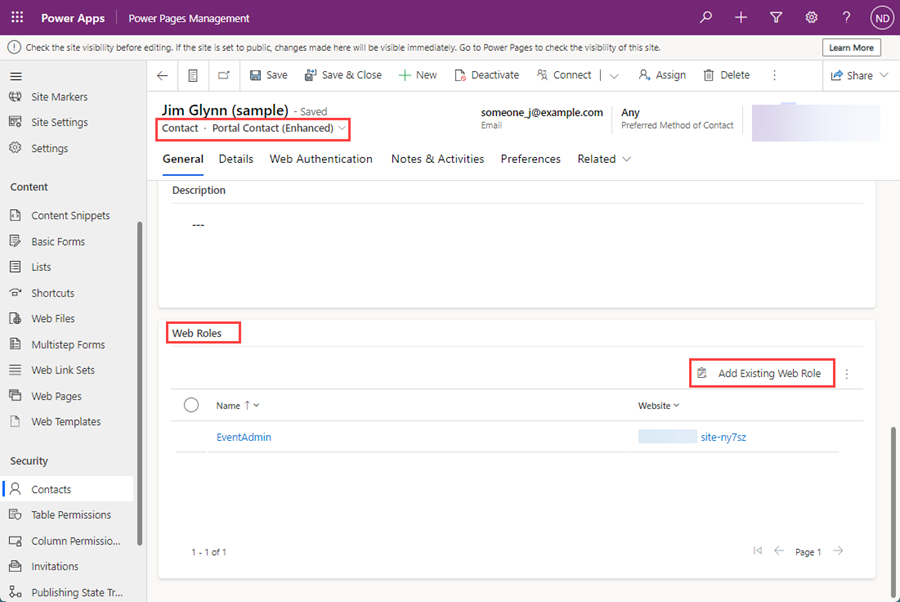 Power Apps Power Pages Management ND
Check the site visibility before editing. If the site is set to public, changes made here will be visible immediately. Go to Power Pages to check the visibility of this site. Learn More
Save Save & Close New Deactivate Connect Assign Delete Share
Site Markers
Site Settings
Settings
Content
Content Snippets
Basic Forms
Lists
Shortcuts
Web Files
Multistep Forms
Web Link Sets
Web Pages
Web Templates
Security
Contacts
Table Permissions
Column Permissio...
Invitations
Publishing State Tr...
Jim Glynn (sample) - Saved
Contact · Portal Contact (Enhanced)
someone_j@example.com
Email
Any
Preferred Method of Contact
General Details Web Authentication Notes & Activities Preferences Related
Description
---
Web Roles
Add Existing Web Role
Name Website
EventAdmin site-ny7sz
1 - 1 of 1 Page 1